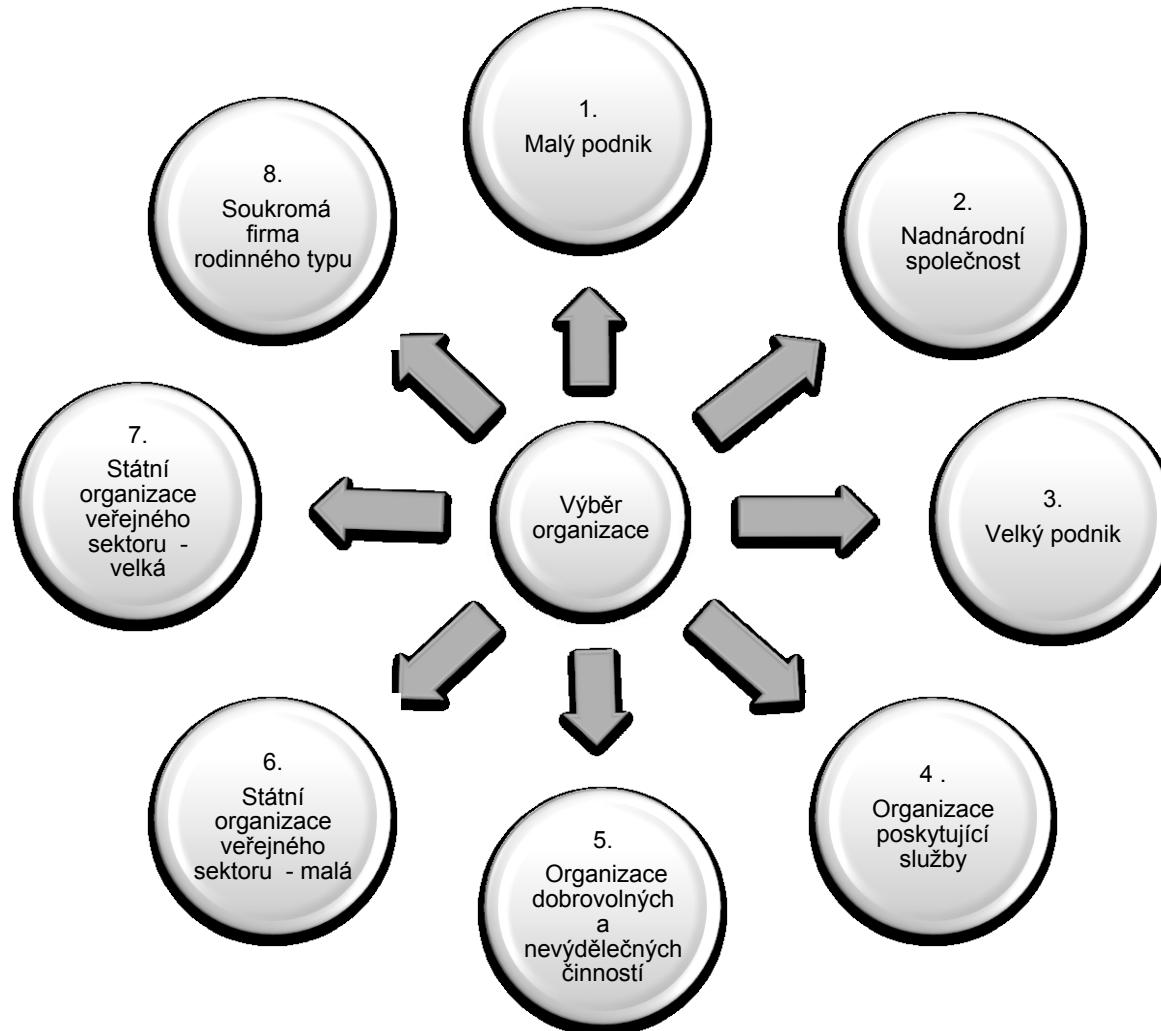 1.
Malý podnik
2.
Nadnárodní
společnost
3.
Velký podnik
4 .
Organizace
poskytující
služby
5.
Organizace
dobrovolných
a
nevýdělečných
činností
6.
Státní
organizace
veřejného
sektoru - malá
7.
Státní
organizace
veřejného
sektoru -
velká
8.
Soukromá
firma
rodinného typu
Výběr
organizace